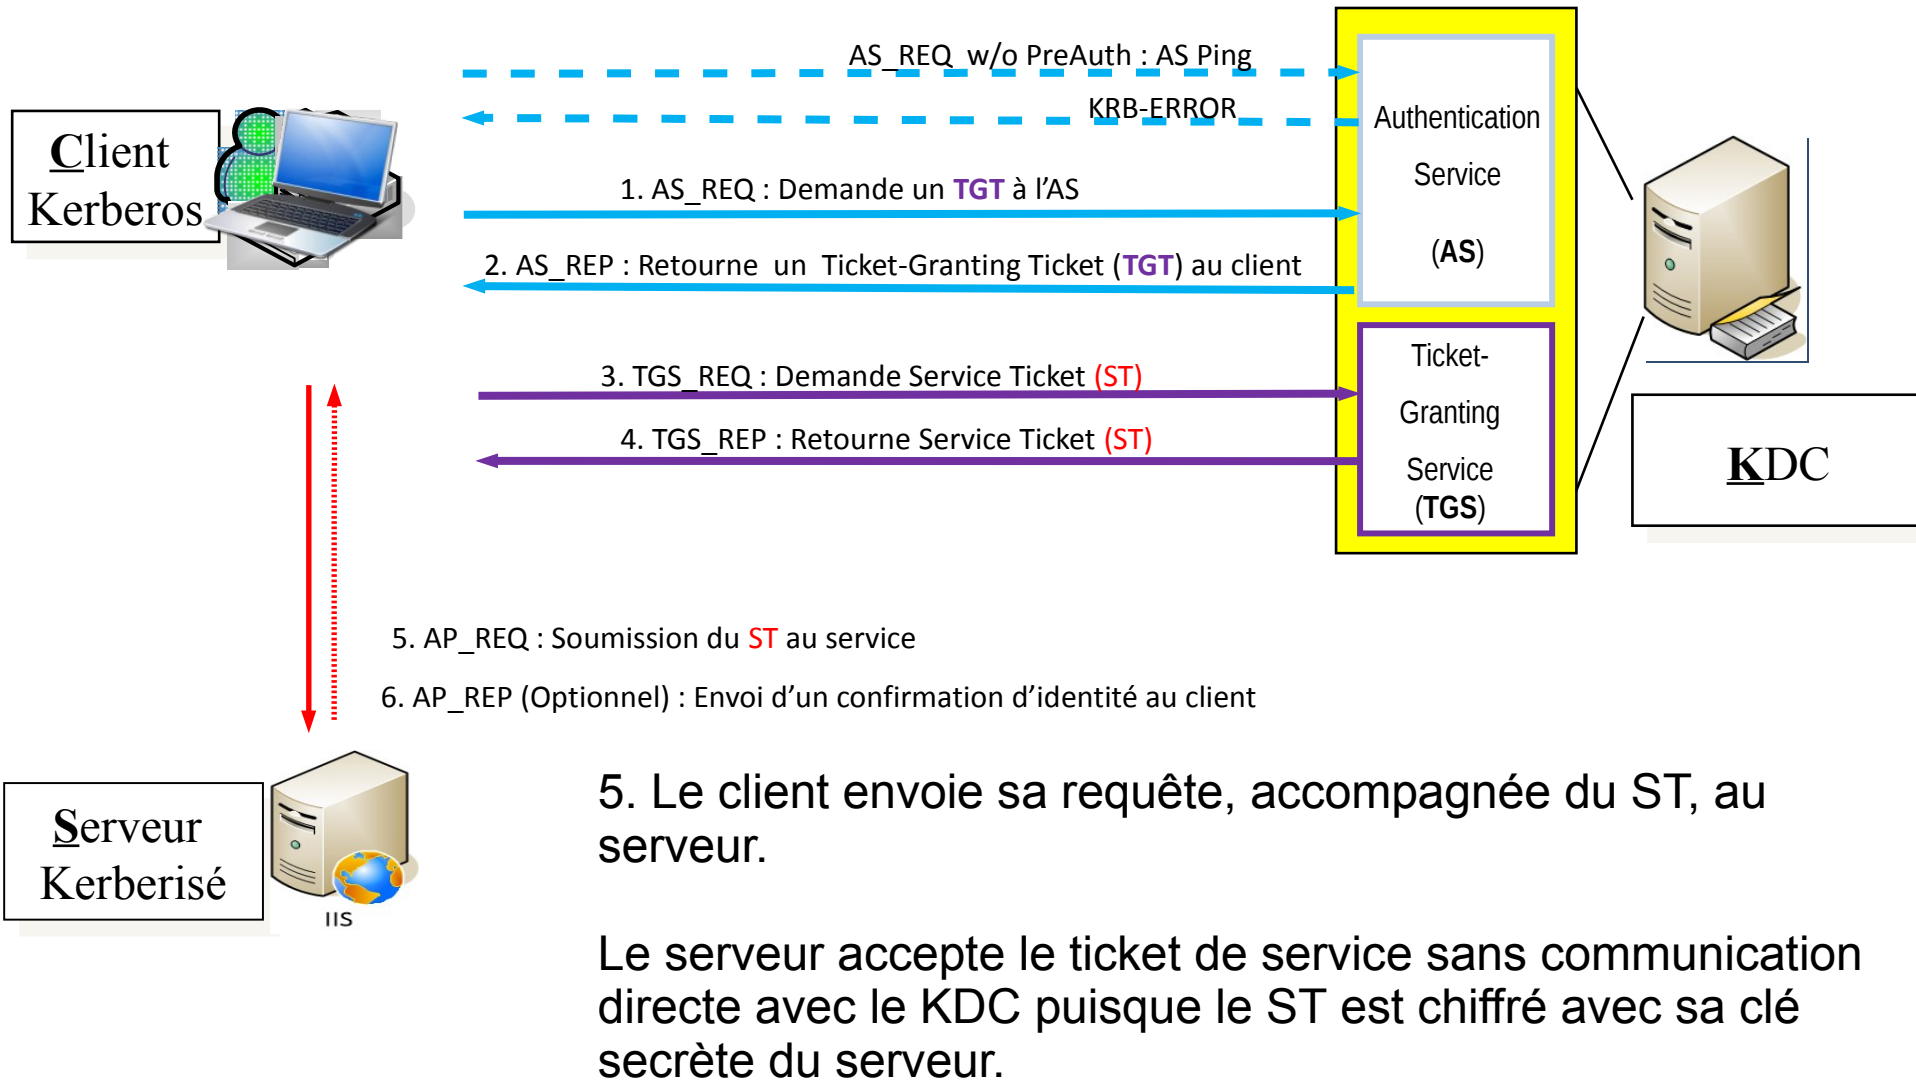 AS_REQ w/o PreAuth : AS Ping
KRB-ERROR
Client
Kerberos
1. AS_REQ : Demande un TGT à l’AS
2. AS_REP : Retourne un Ticket-Granting Ticket (TGT) au client
Authentication
Service
(AS)
3. TGS_REQ : Demande Service Ticket (ST)
4. TGS_REP : Retourne Service Ticket (ST)
Ticket-
Granting
Service
(TGS)
KDC
5. AP_REQ : Soumission du ST au service
6. AP_REP (Optionnel) : Envoi d’un confirmation d’identité au client
Serveur
Kerberisé
IIS
5. Le client envoie sa requête, accompagnée du ST, au
serveur.
Le serveur accepte le ticket de service sans communication
directe avec le KDC puisque le ST est chiffré avec sa clé
secrète du serveur.